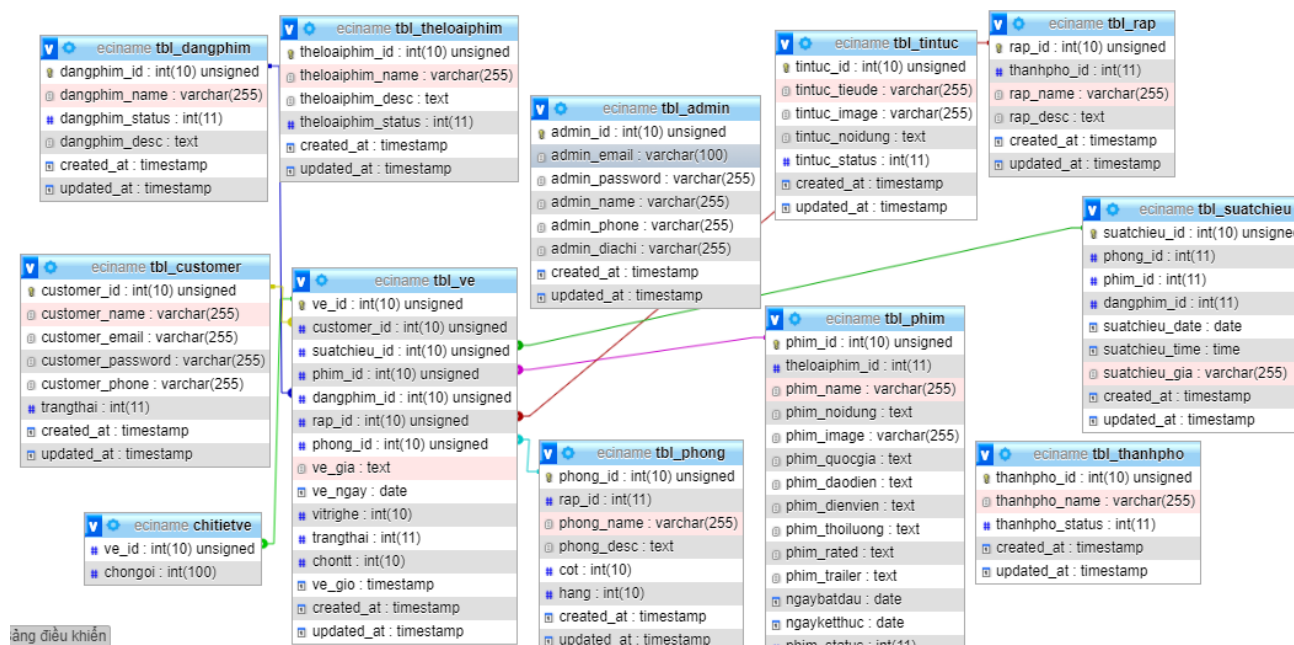 eciname tbl_dangphim
dangphim_id : int(10) unsigned
dangphim_name : varchar(255)
dangphim_status : int(11)
dangphim_desc : text
created_at : timestamp
updated_at : timestamp
eciname tbl_theloaiphim
theloaiphim_id : int(10) unsigned
theloaiphim_name : varchar(255)
theloaiphim_desc : text
theloaiphim_status : int(11)
created_at : timestamp
updated_at : timestamp
eciname tbl_admin
admin_id : int(10) unsigned
admin_email : varchar(100)
admin_password : varchar(255)
admin_name : varchar(255)
admin_phone : varchar(255)
admin_diachi : varchar(255)
created_at : timestamp
updated_at : timestamp
eciname tbl_tintuc
tintuc_id : int(10) unsigned
tintuc_tieude : varchar(255)
tintuc_image : varchar(255)
tintuc_noidung : text
tintuc_status : int(11)
created_at : timestamp
updated_at : timestamp
eciname tbl_rap
rap_id : int(10) unsigned
thanhpho_id : int(11)
rap_name : varchar(255)
rap_desc : text
created_at : timestamp
updated_at : timestamp
eciname tbl_suatchieu
suatchieu_id : int(10) unsigne
phong_id : int(11)
phim_id : int(11)
dangphim_id : int(11)
suatchieu_date : date
suatchieu_time : time
suatchieu_gia : varchar(255)
created_at : timestamp
updated_at : timestamp
eciname tbl_customer
customer_id : int(10) unsigned
customer_name : varchar(255)
customer_email : varchar(255)
customer_password : varchar(255)
customer_phone : varchar(255)
trangthai : int(11)
created_at : timestamp
updated_at : timestamp
eciname tbl_ve
ve_id : int(10) unsigned
customer_id : int(10) unsigned
suatchieu_id : int(10) unsigned
phim_id : int(10) unsigned
dangphim_id : int(10) unsigned
rap_id : int(10) unsigned
phong_id : int(10) unsigned
ve_gia : text
ve_ngay : date
vitrighe : int(10)
trangthai : int(11)
chontt : int(10)
ve_gio : timestamp
created_at : timestamp
updated_at : timestamp
eciname tbl_phim
phim_id : int(10) unsigned
theloaiphim_id : int(11)
phim_name : varchar(255)
phim_noidung : text
phim_image : varchar(255)
phim_quocgia : text
phim_daodien : text
phim_dienvien : text
phim_thoiluong : text
phim_rated : text
phim_trailer : text
ngaybatdau : date
ngayketthuc : date
phim_status : int(11)
eciname tbl_phong
phong_id : int(10) unsigned
rap_id : int(11)
phong_name : varchar(255)
phong_desc : text
cot : int(10)
hang : int(10)
created_at : timestamp
updated_at : timestamp
eciname tbl_thanhpho
thanhpho_id : int(10) unsigned
thanhpho_name : varchar(255)
thanhpho_status : int(11)
created_at : timestamp
updated_at : timestamp
eciname chitietve
ve_id : int(10) unsigned
chongoi : int(100)
ảng điều khiển